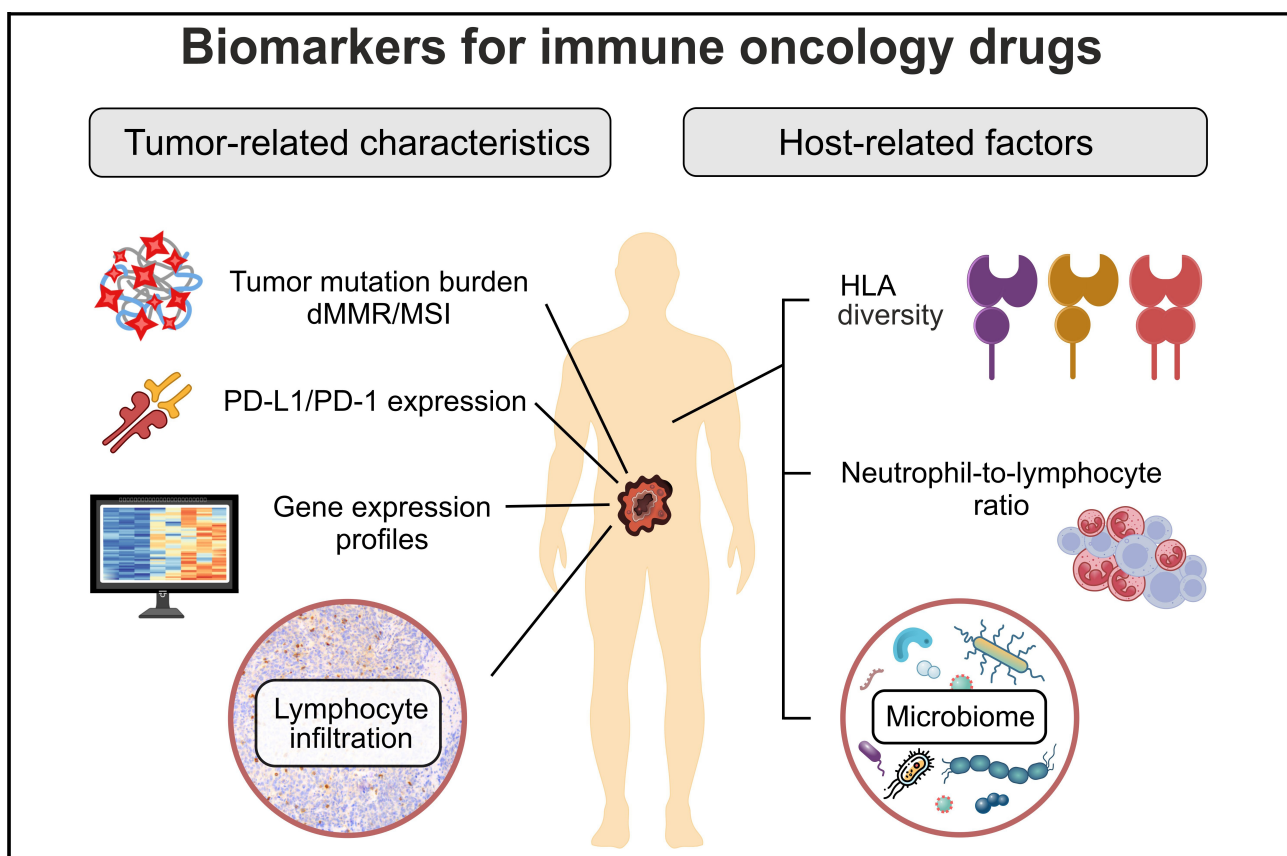 Biomarkers for immune oncology drugs
Tumor-related characteristics
Host-related factors
Tumor mutation burden
dMMR/MSI
PD-L1/PD-1 expression
Gene expression
profiles
Lymphocyte
infiltration
HLA
diversity
Neutrophil-to-lymphocyte
ratio
Microbiome